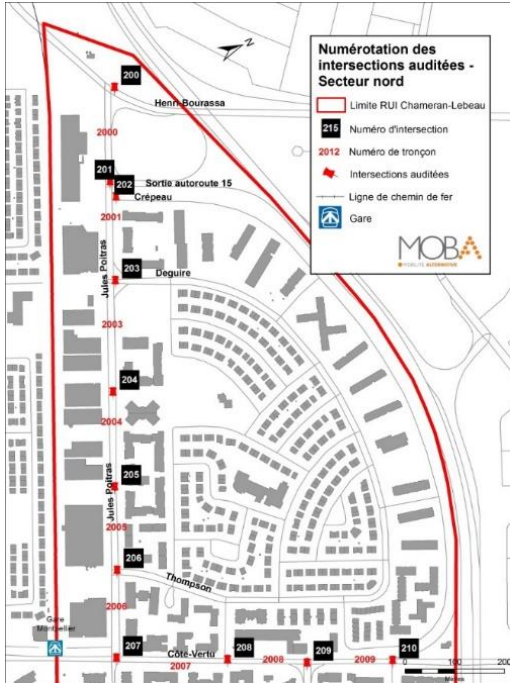 Numérotation des
intersections auditées -
Secteur nord
Limite RUI Chameran-Lebeau
215 Numéro d'intersection
2012 Numéro de tronçon
Intersections auditées
Ligne de chemin de fer
Gare
MOBA
MOBILITÉ ALTERNATIVE
N
200
Henri-Bourassa
2000
201
202
Sortie autoroute 15
Crépeau
2001
Jules Poitras
203
Deguire
2003
204
2004
205
Jules Poitras
2005
206
Thompson
2006
Gare
Montpellier
207
208
209
210
Côte-Vertu
2007
2008
2009
0
100
200
Mètres